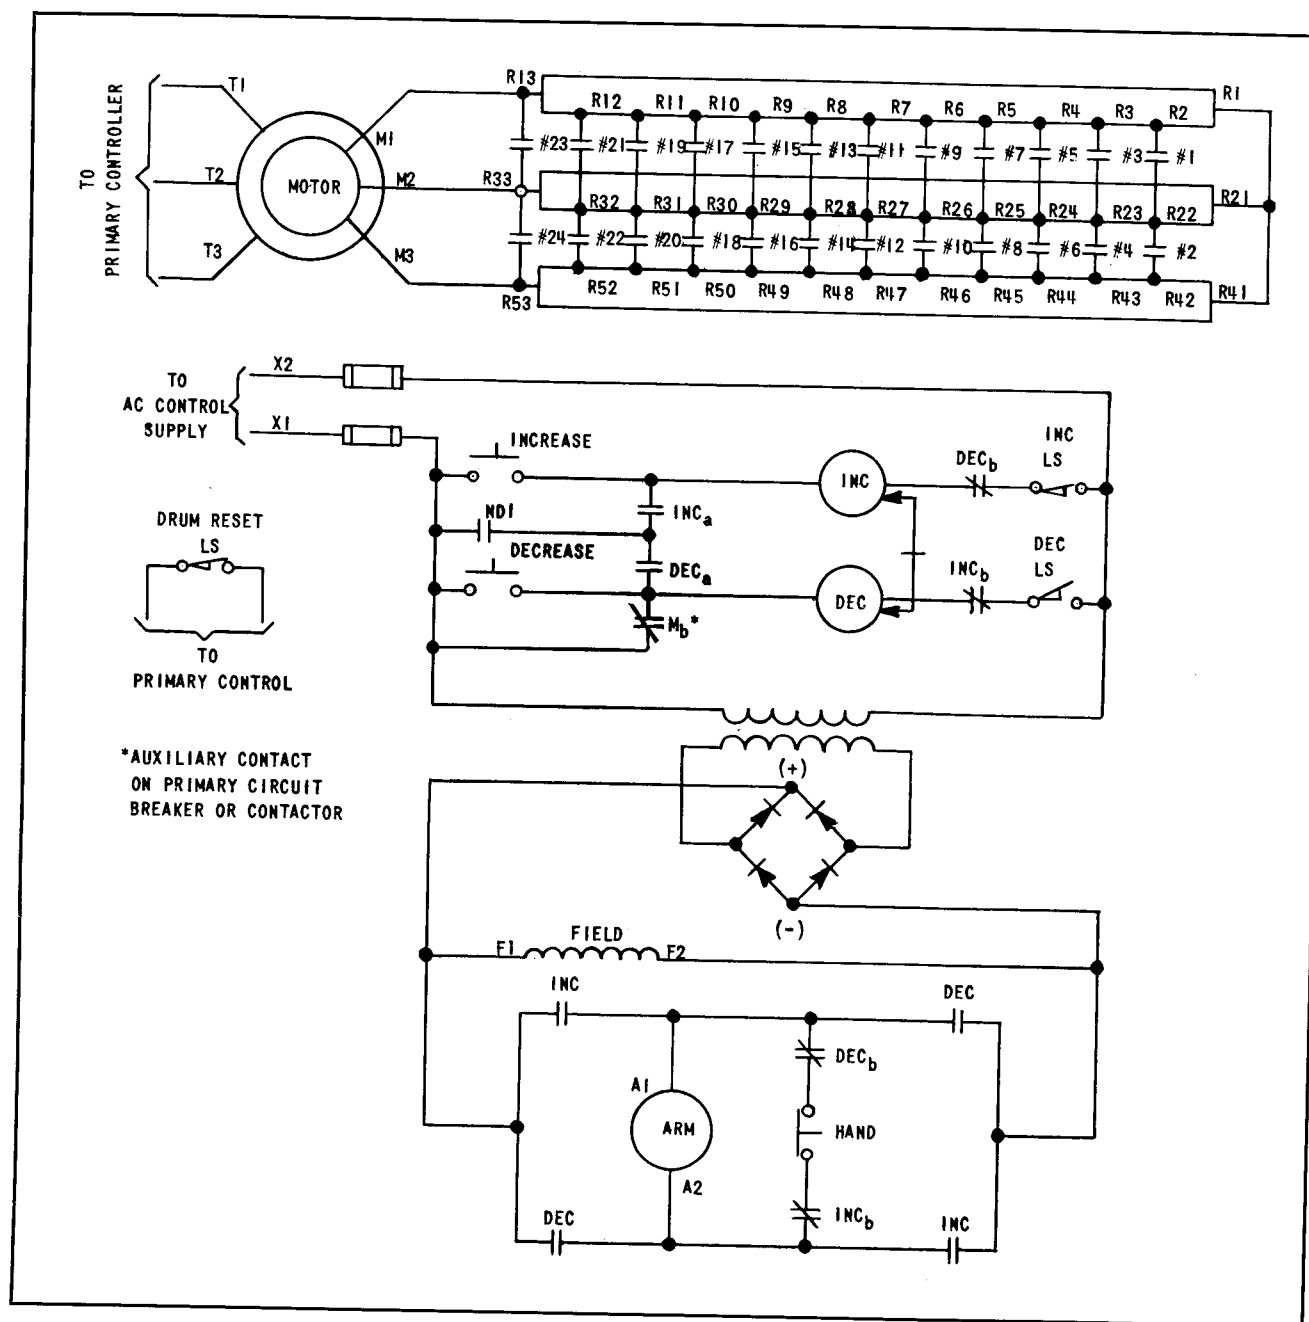 TO
PRIMARY CONTROLLER
T1
T2
T3
MOTOR
M1
M2
M3
R13 R1
R12 R11 R10 R9 R8 R7 R6 R5 R4 R3 R2
#23 #21 #19 #17 #15 #13 #11 #9 #7 #5 #3 #1
R33 R21
R32 R31 R30 R29 R28 R27 R26 R25 R24 R23 R22
#24 #22 #20 #18 #16 #14 #12 #10 #8 #6 #4 #2
R53 R41
R52 R51 R50 R49 R48 R47 R46 R45 R44 R43 R42
TO
AC CONTROL
SUPPLY
X2
X1
INCREASE
INCa
INC
DECb
INC
LS
ND1
DECREASE
DECa
DEC
INCb
DEC
LS
Mb*
DRUM RESET
LS
TO
PRIMARY CONTROL
*AUXILIARY CONTACT
ON PRIMARY CIRCUIT
BREAKER OR CONTACTOR
(+)
(-)
F1 FIELD F2
INC
DEC
DECb
A1
ARM
HAND
A2
INCb
DEC
INC